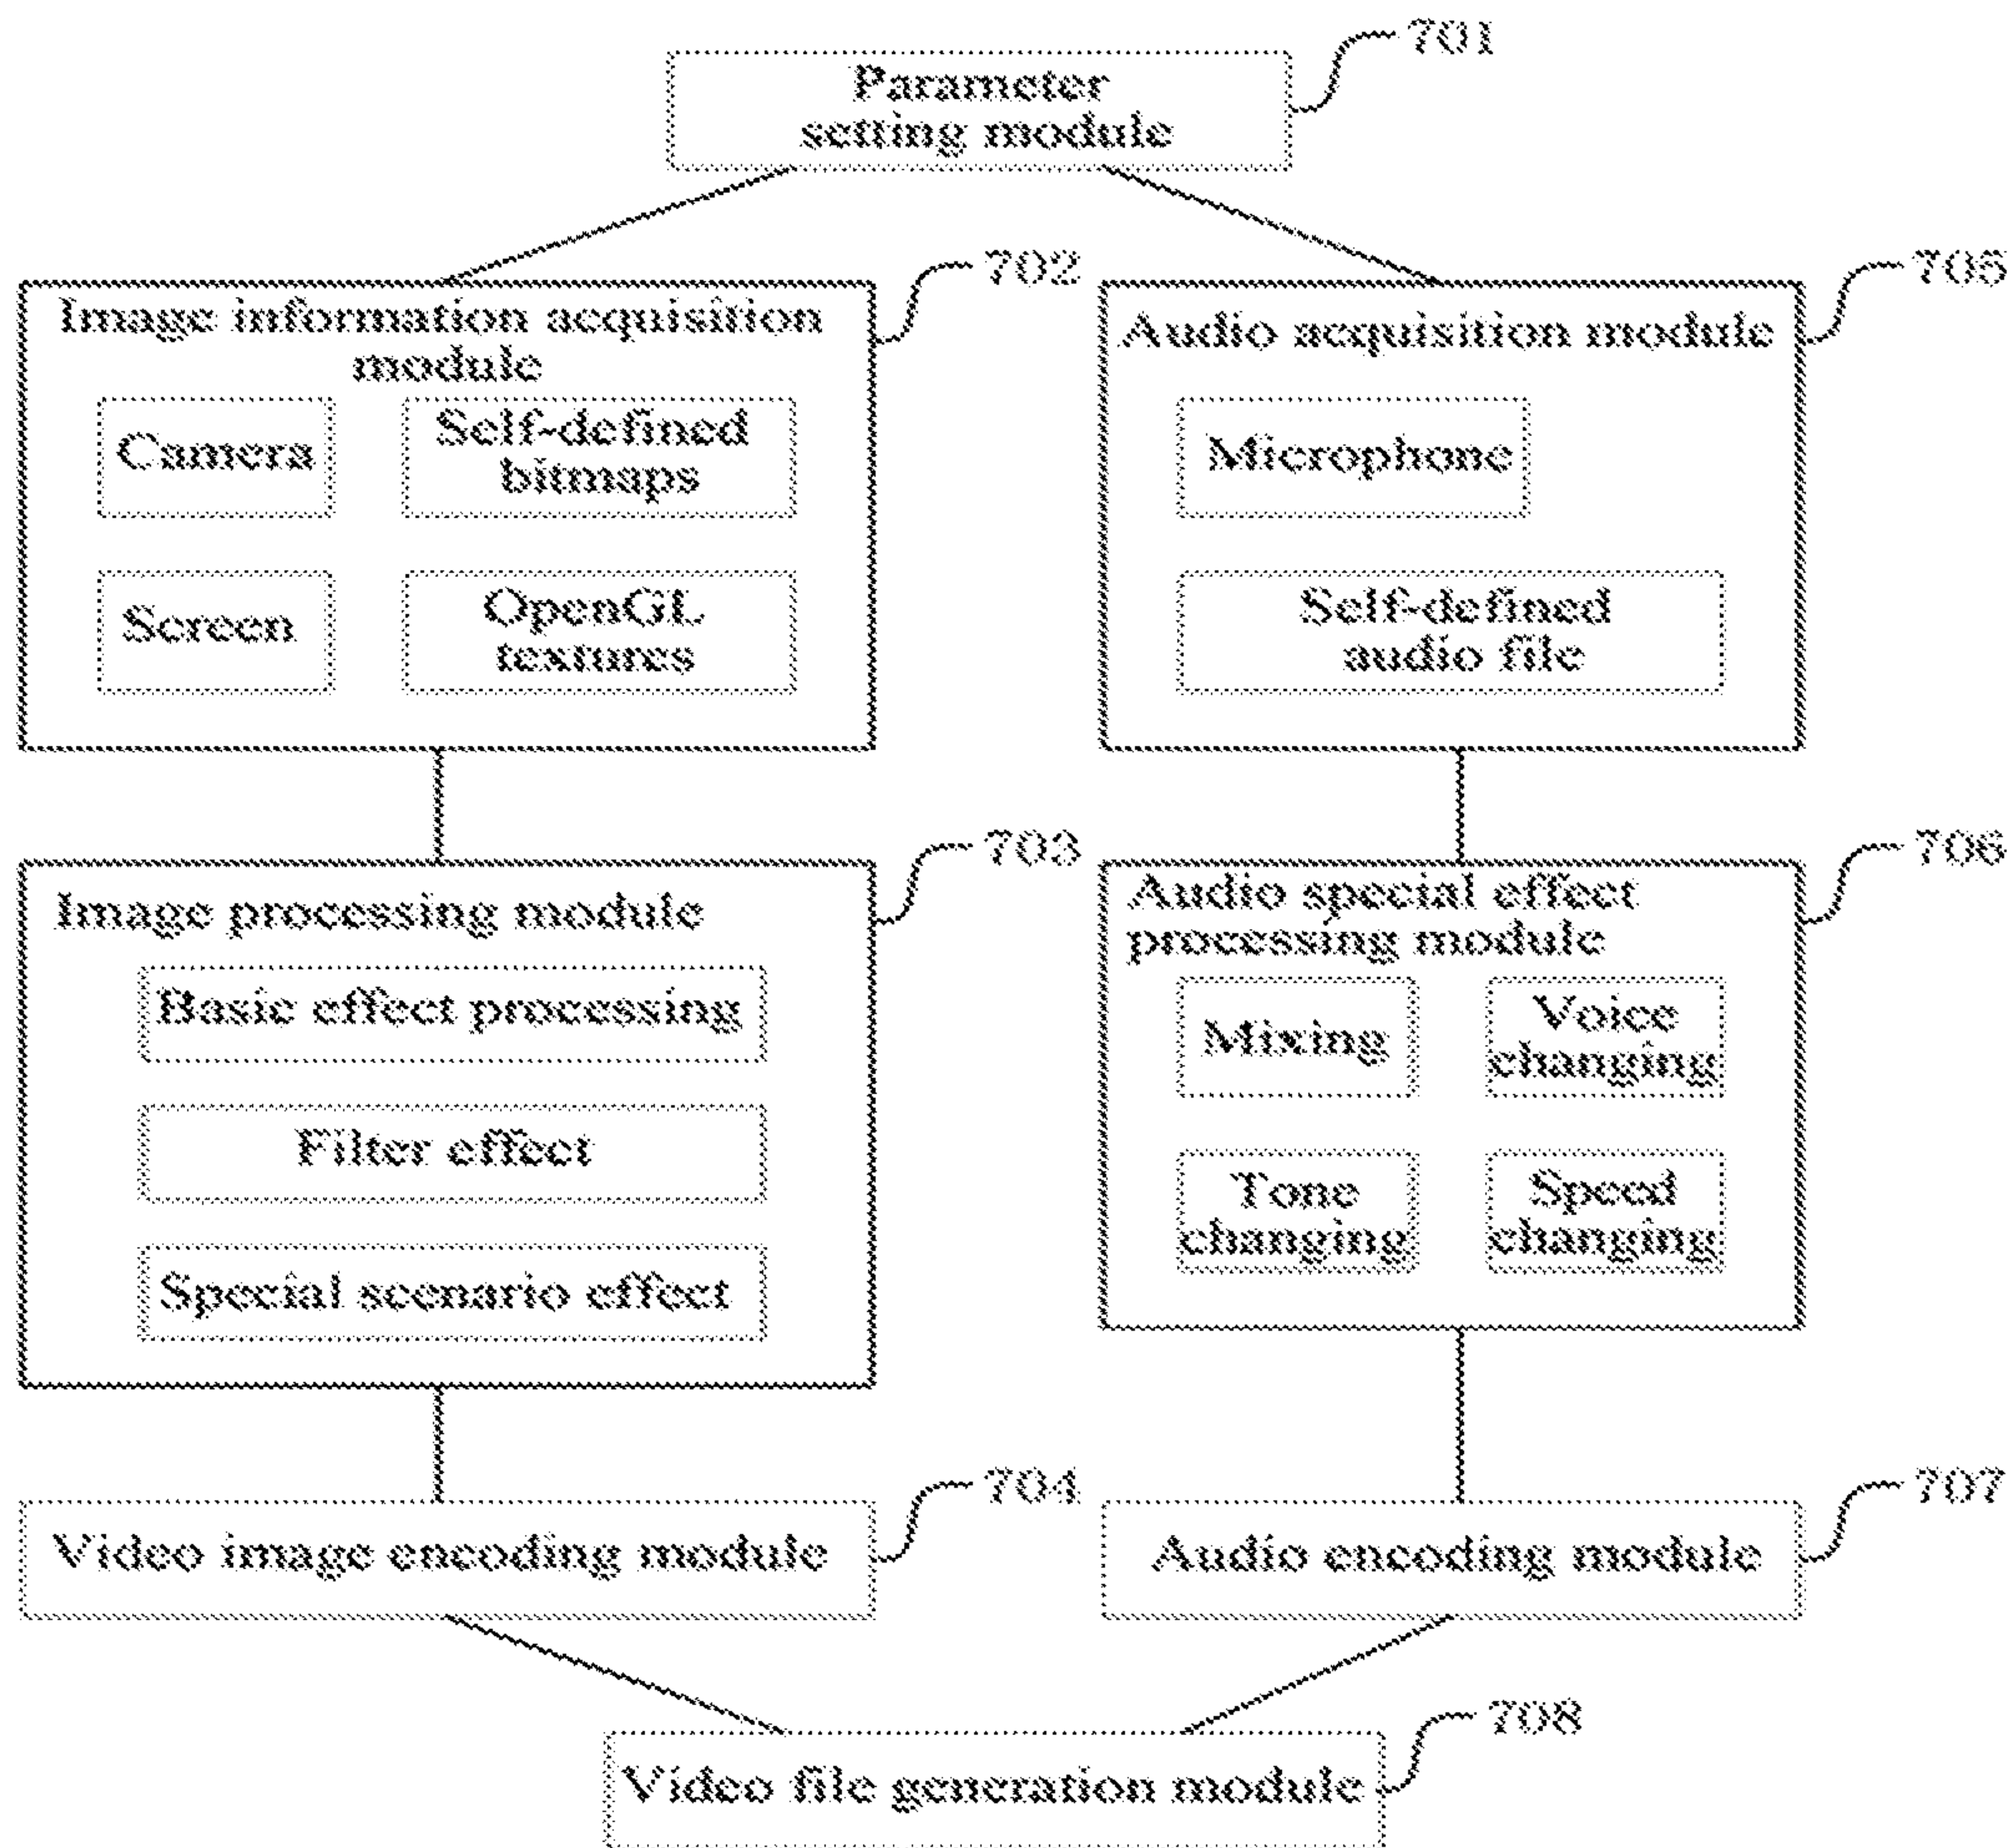 701
Parameter
setting module
702
Image information acquisition
module
Camera
Self-defined
bitmaps
Screen
OpenGL
textures
705
Audio acquisition module
Microphone
Self-defined
audio file
703
Image processing module
Basic effect processing
Filter effect
Special scenario effect
706
Audio special effect
processing module
Mixing
Voice
changing
Tone
changing
Speed
changing
704
Video image encoding module
707
Audio encoding module
708
Video file generation module